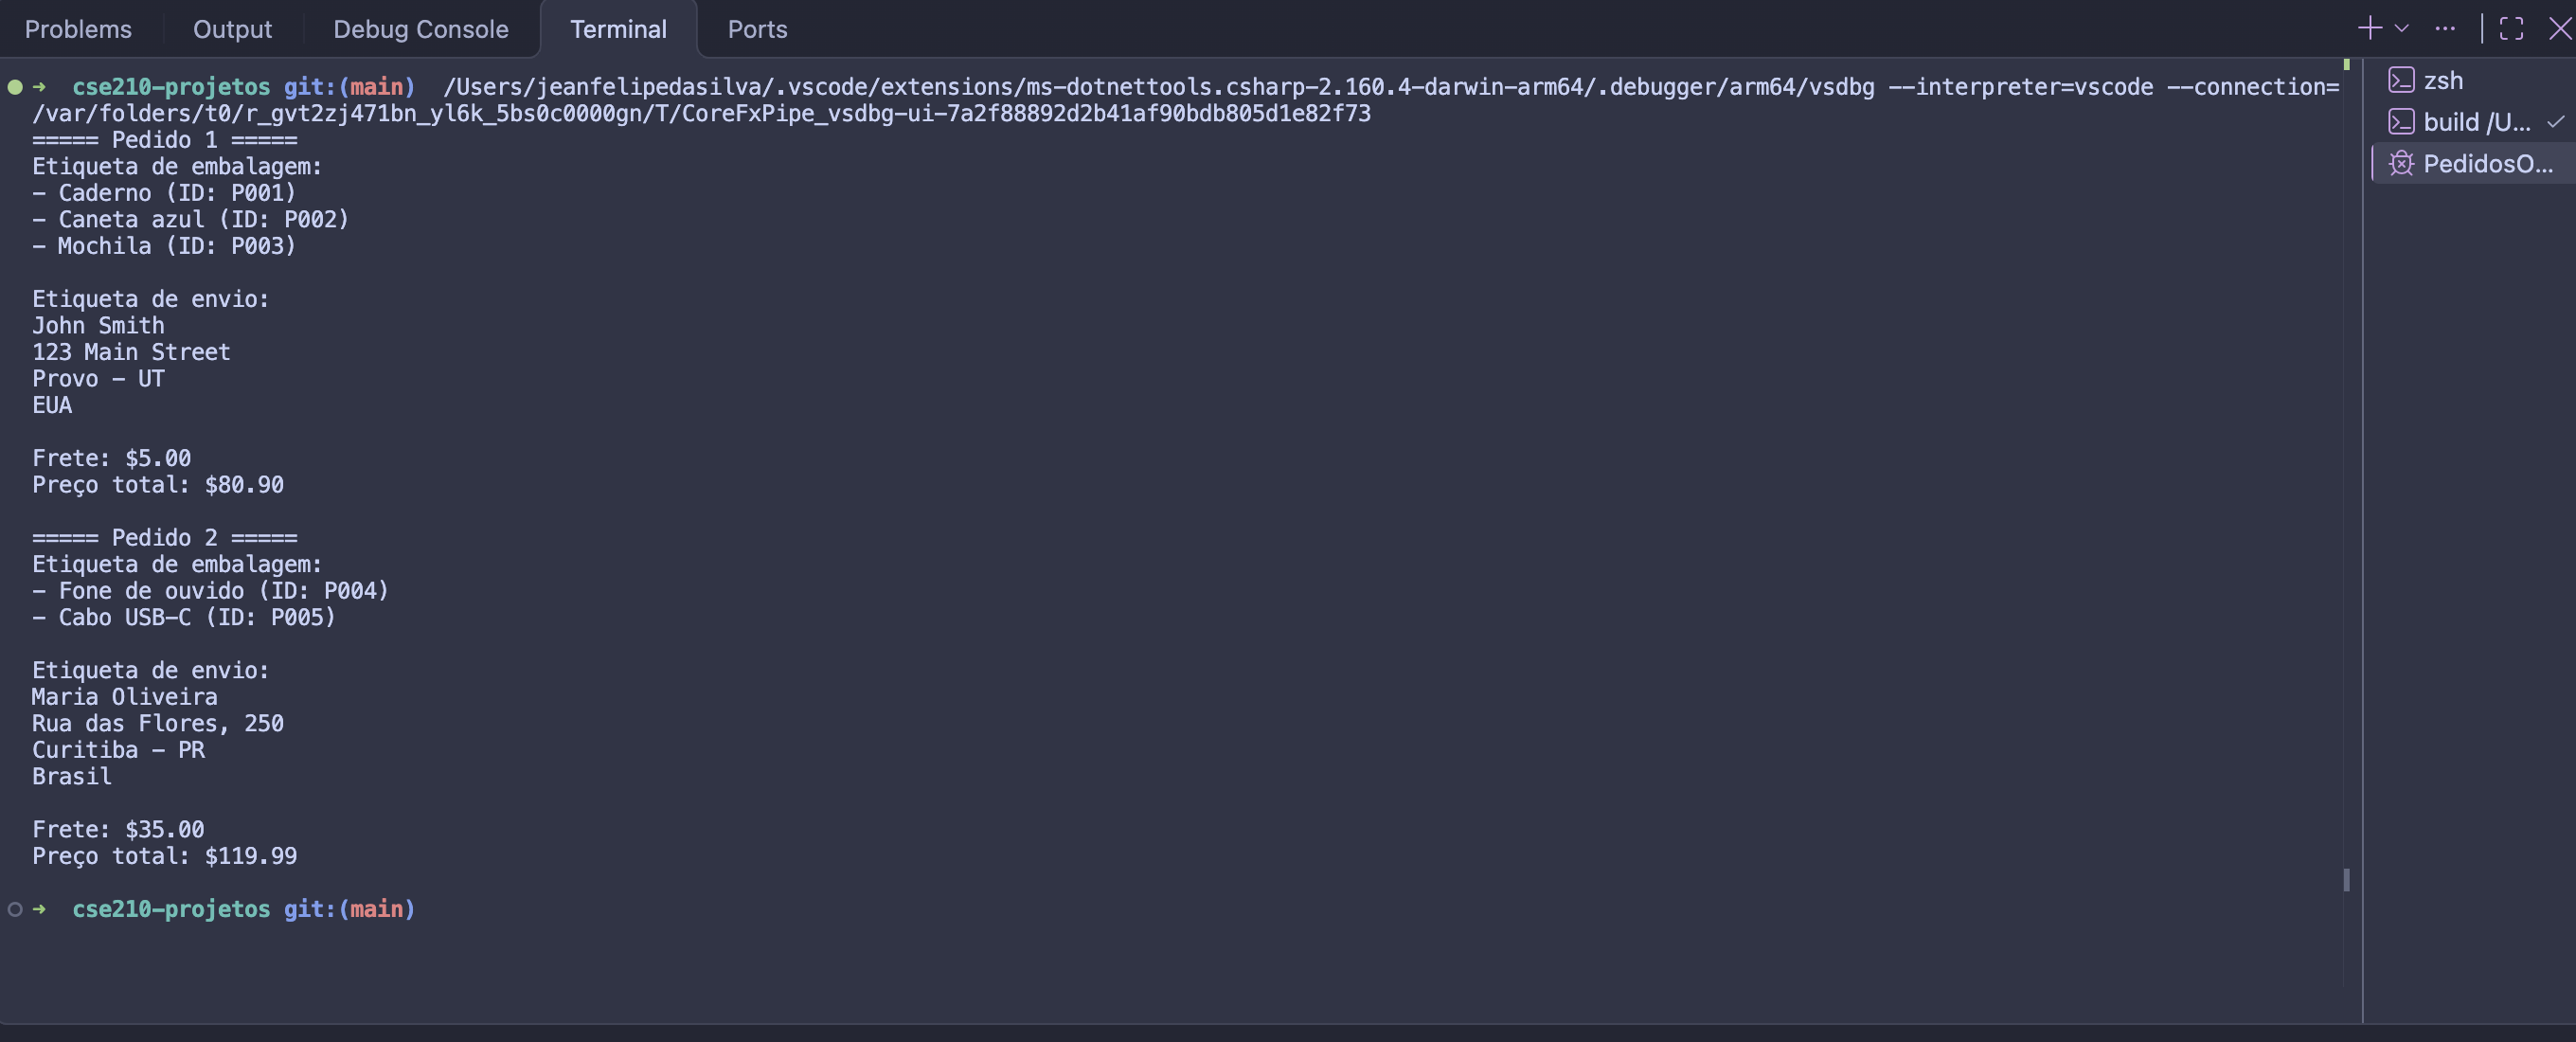 Problems Output Debug Console Terminal Ports
➜ cse210-projetos git:(main) /Users/jeanfelipedasilva/.vscode/extensions/ms-dotnettools.csharp-2.160.4-darwin-arm64/.debugger/arm64/vsdbg --interpreter=vscode --connection=
/var/folders/t0/r_gvt2zj471bn_yl6k_5bs0c0000gn/T/CoreFxPipe_vsdbg-ui-7a2f88892d2b41af90bdb805d1e82f73
===== Pedido 1 =====
Etiqueta de embalagem:
- Caderno (ID: P001)
- Caneta azul (ID: P002)
- Mochila (ID: P003)
Etiqueta de envio:
John Smith
123 Main Street
Provo - UT
EUA
Frete: $5.00
Preço total: $80.90
===== Pedido 2 =====
Etiqueta de embalagem:
- Fone de ouvido (ID: P004)
- Cabo USB-C (ID: P005)
Etiqueta de envio:
Maria Oliveira
Rua das Flores, 250
Curitiba - PR
Brasil
Frete: $35.00
Preço total: $119.99
➜ cse210-projetos git:(main)
zsh
build /U...
PedidosO...